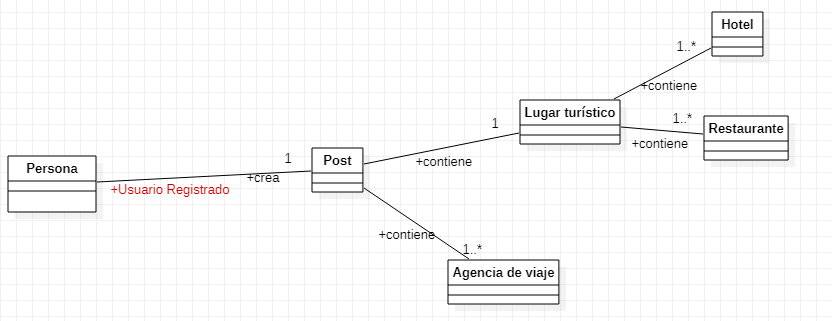 Hotel
1..*
+contiene
Lugar turístico
1..*
Restaurante
+contiene
1
+contiene
Post
1
+crea
Persona
+Usuario Registrado
+contiene
1..*
Agencia de viaje